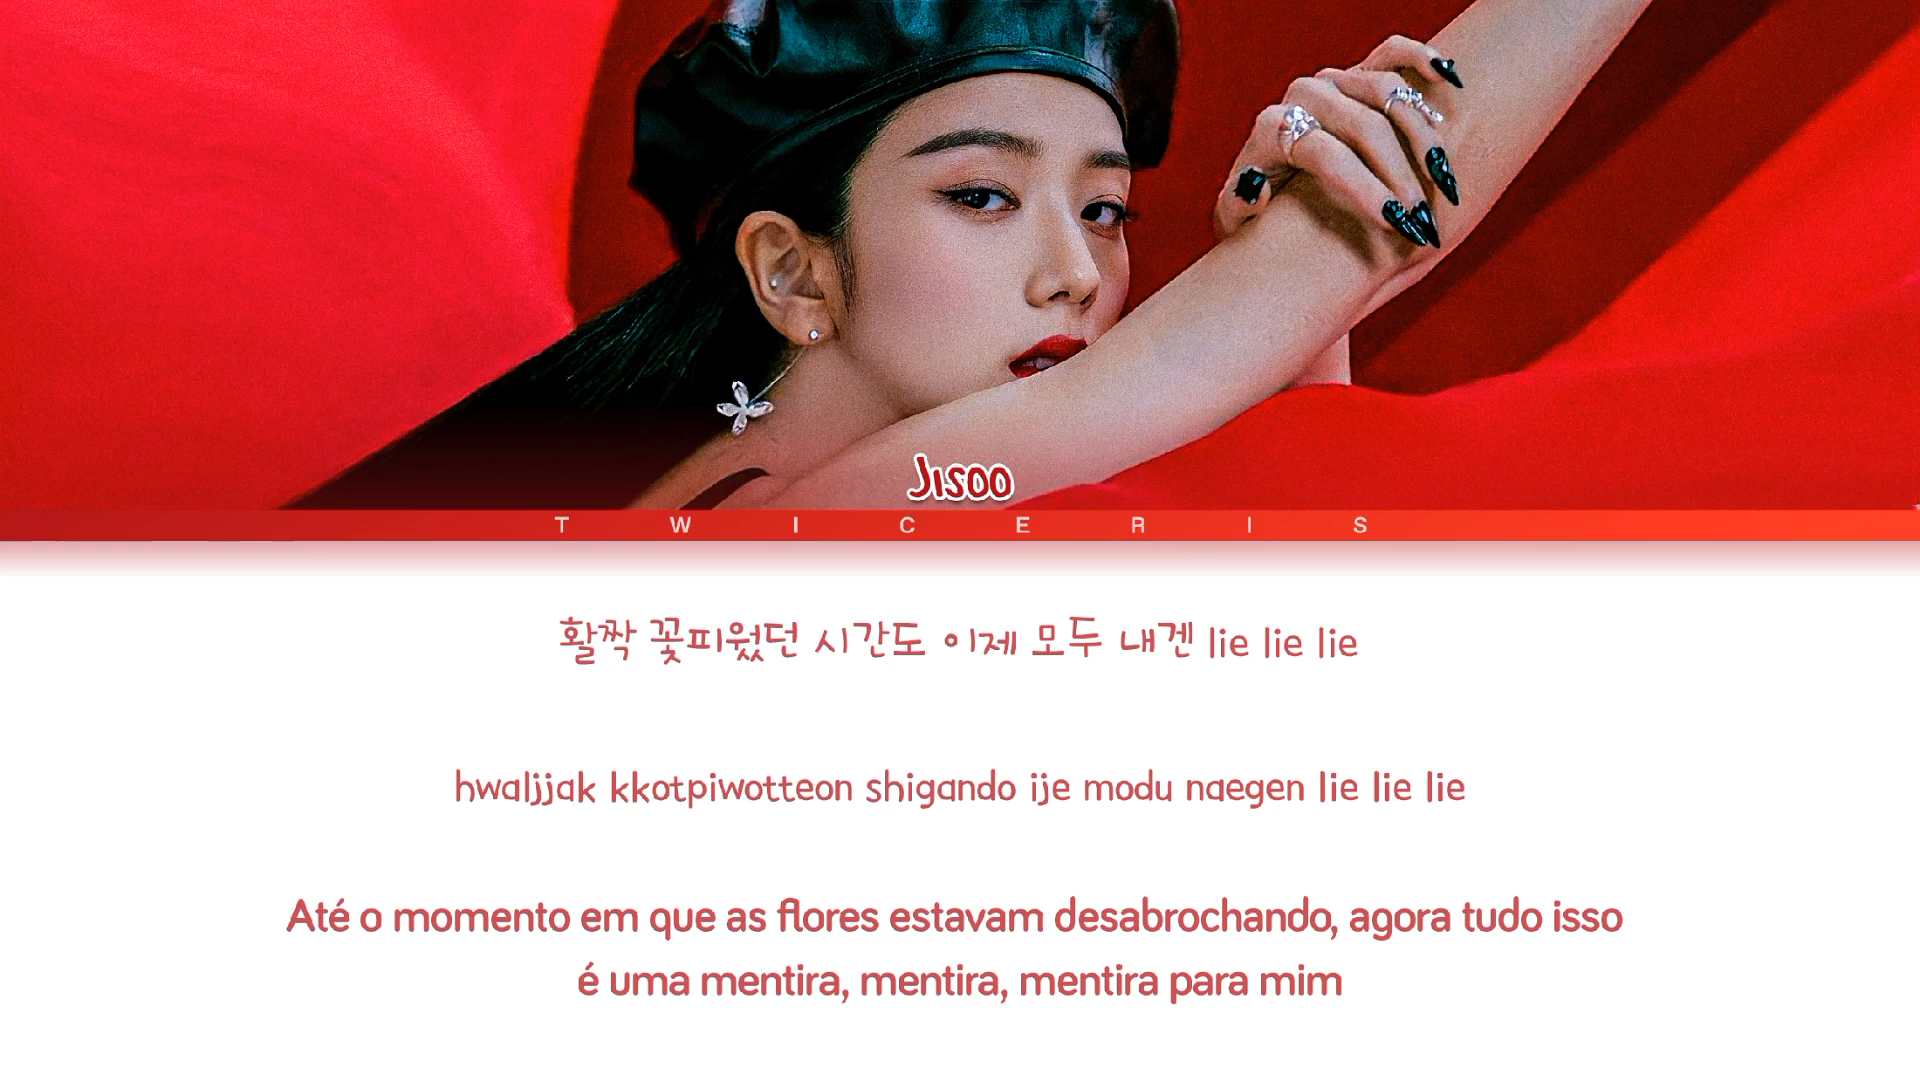 Jisoo
TWICERIS
활짝 꽃피웠던 시간도 이제 모두 내겐 lie lie lie
hwaljjak kkotpiwotteon shigando ije modu naegen lie lie lie
Até o momento em que as flores estavam desabrochando, agora tudo isso
é uma mentira, mentira, mentira para mim